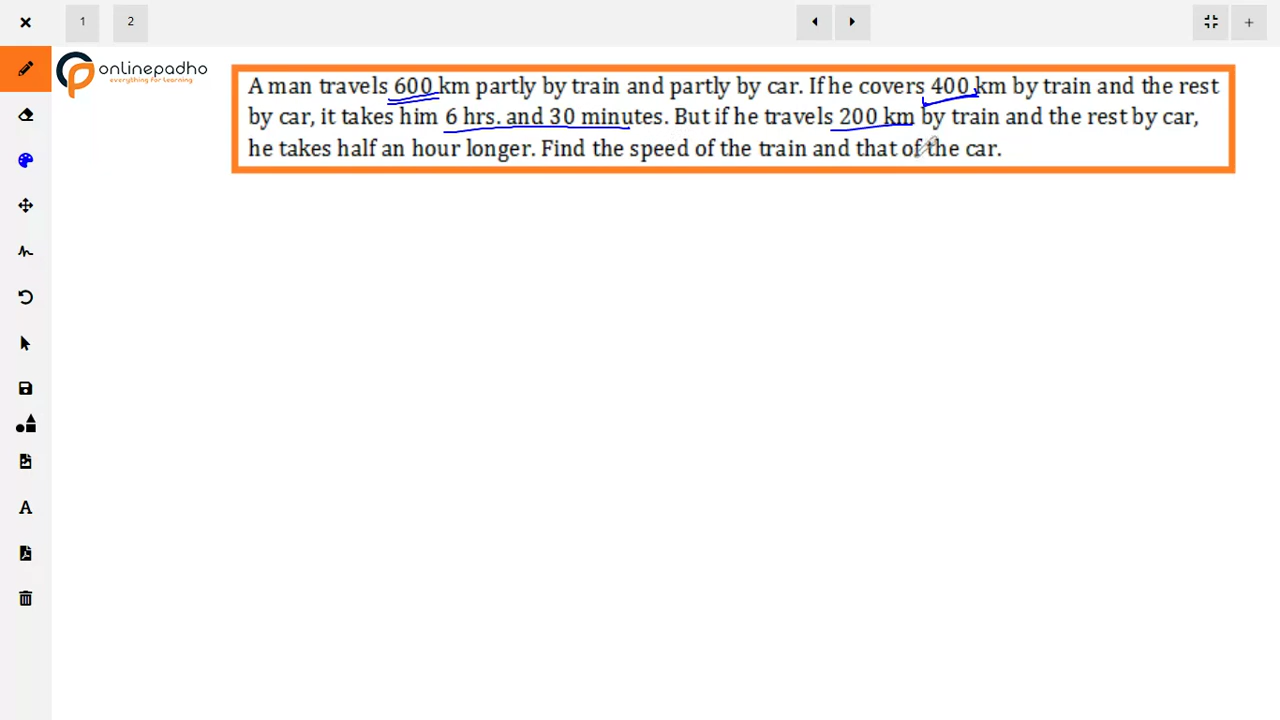 1 2
onlinepadho
everything for learning
A man travels 600 km partly by train and partly by car. If he covers 400 km by train and the rest
by car, it takes him 6 hrs. and 30 minutes. But if he travels 200 km by train and the rest by car,
he takes half an hour longer. Find the speed of the train and that of the car.
A